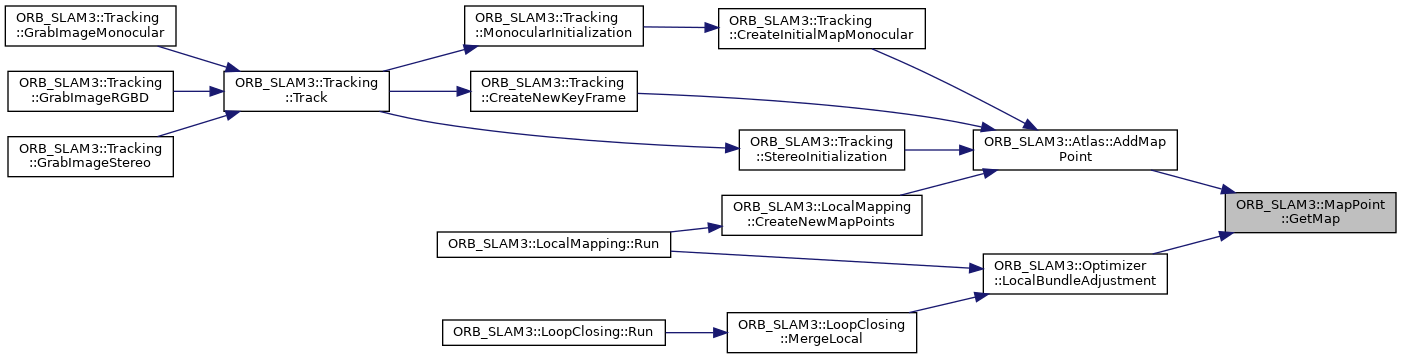 ORB_SLAM3::Tracking
::GrabImageMonocular
ORB_SLAM3::Tracking
::MonocularInitialization
ORB_SLAM3::Tracking
::CreateInitialMapMonocular
ORB_SLAM3::Tracking
::GrabImageRGBD
ORB_SLAM3::Tracking
::Track
ORB_SLAM3::Tracking
::CreateNewKeyFrame
ORB_SLAM3::Tracking
::GrabImageStereo
ORB_SLAM3::Tracking
::StereoInitialization
ORB_SLAM3::Atlas::AddMap
Point
ORB_SLAM3::LocalMapping
::CreateNewMapPoints
ORB_SLAM3::MapPoint
::GetMap
ORB_SLAM3::LocalMapping::Run
ORB_SLAM3::Optimizer
::LocalBundleAdjustment
ORB_SLAM3::LoopClosing::Run
ORB_SLAM3::LoopClosing
::MergeLocal